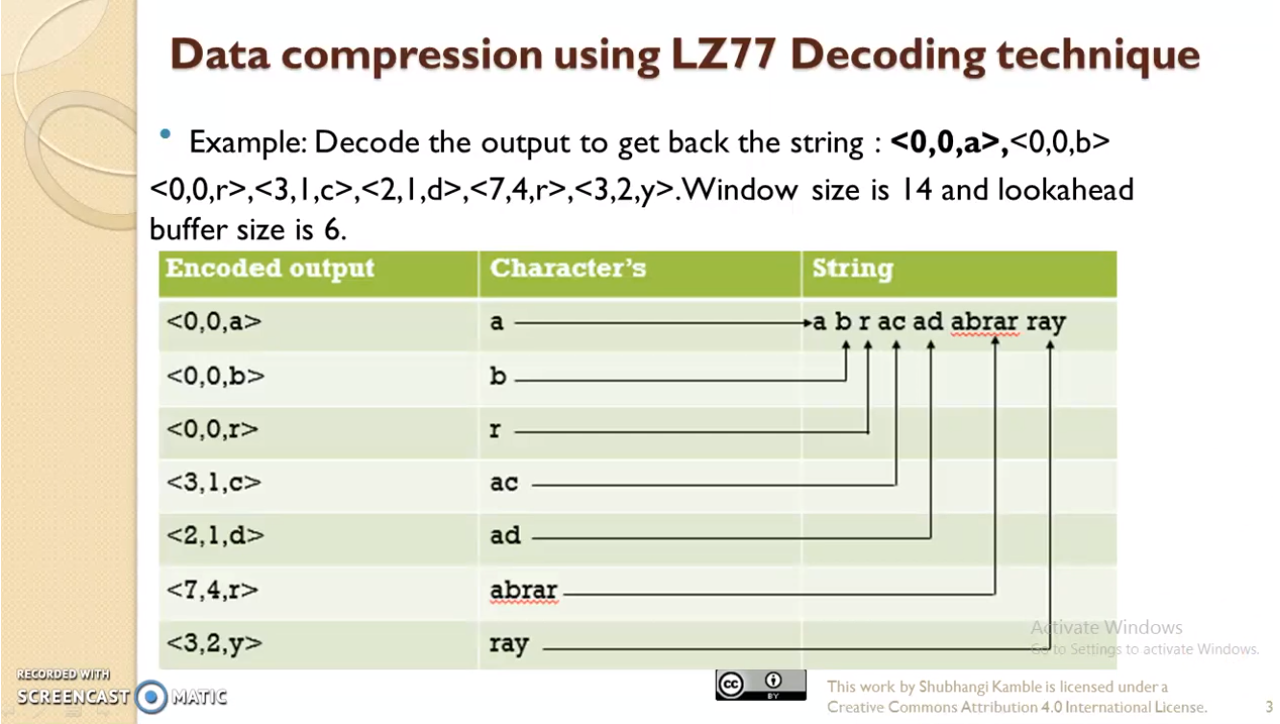 Data compression using LZ77 Decoding technique
• Example: Decode the output to get back the string : <0,0,a>,<0,0,b>
<0,0,r>,<3,1,c>,<2,1,d>,<7,4,r>,<3,2,y>.Window size is 14 and lookahead
buffer size is 6.
Encoded output Character's String
<0,0,a> a a b r ac ad abrar ray
<0,0,b> b
<0,0,r> r
<3,1,c> ac
<2,1,d> ad
<7,4,r> abrar
<3,2,y> ray
Activate Windows
Go to Settings to activate Windows.
RECORDED WITH
SCREENCAST MATIC
cc BY
This work by Shubhangi Kamble is licensed under a
Creative Commons Attribution 4.0 International License.
3